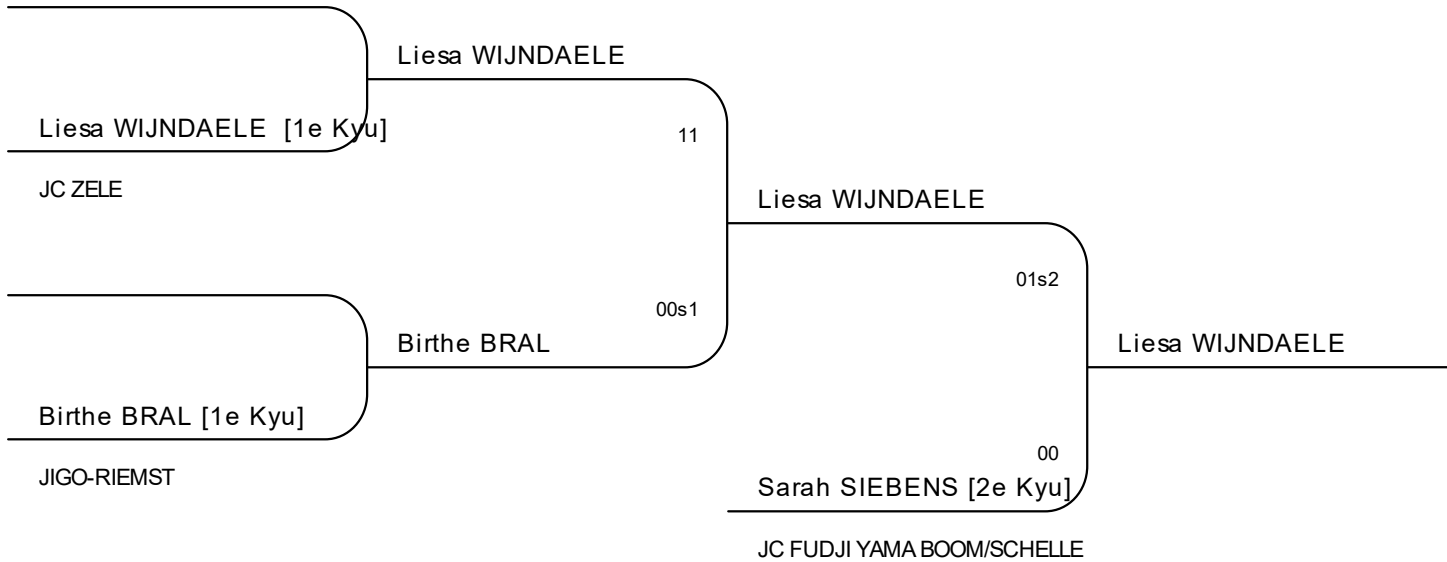 Liesa WIJNDAELE
Liesa WIJNDAELE [1e Kyu]
11
JC ZELE
Liesa WIJNDAELE
01s2
00s1
Birthe BRAL
Liesa WIJNDAELE
Birthe BRAL [1e Kyu]
00
JIGO-RIEMST
Sarah SIEBENS [2e Kyu]
JC FUDJI YAMA BOOM/SCHELLE